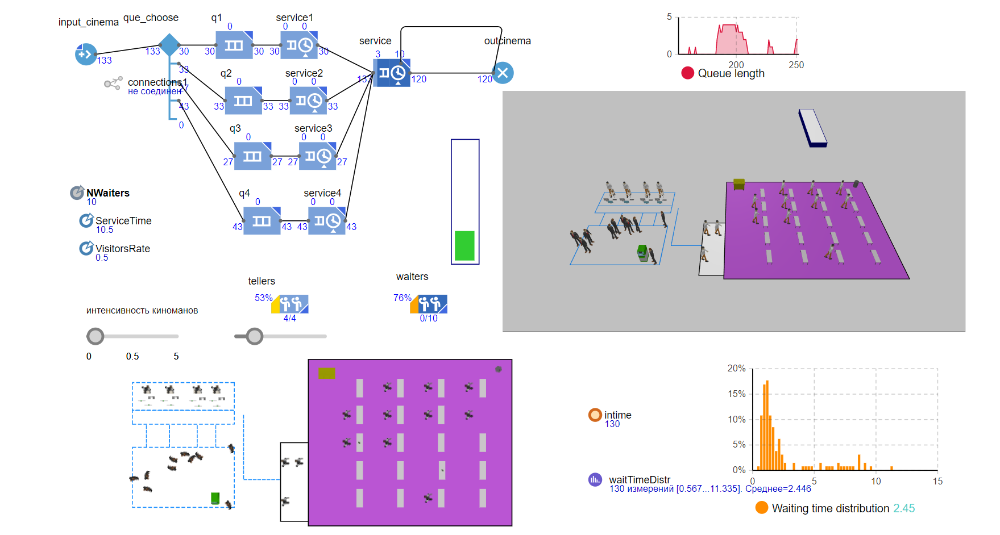 input_cinema
que_choose
q1
0
service1
0 0
133
133
30
30
30
30
30
33
q2
0
service2
0 0
33
33
33
33
27
q3
0
service3
0 0
27
27
27
27
43
0
q4
0
service4
0 0
43
43
43
43
connections1
не соединен
service
3 10
133
120
outcinema
120
NWaiters
10
ServiceTime
10.5
VisitorsRate
0.5
tellers
53%
4/4
waiters
76%
0/10
интенсивность киноманов
0 0.5 5
5
0
200 250
Queue length
intime
130
waitTimeDistr
130 измерений [0.567...11.335]. Среднее=2.446
20%
15%
10%
5%
0%
0 5 10 15
Waiting time distribution 2.45